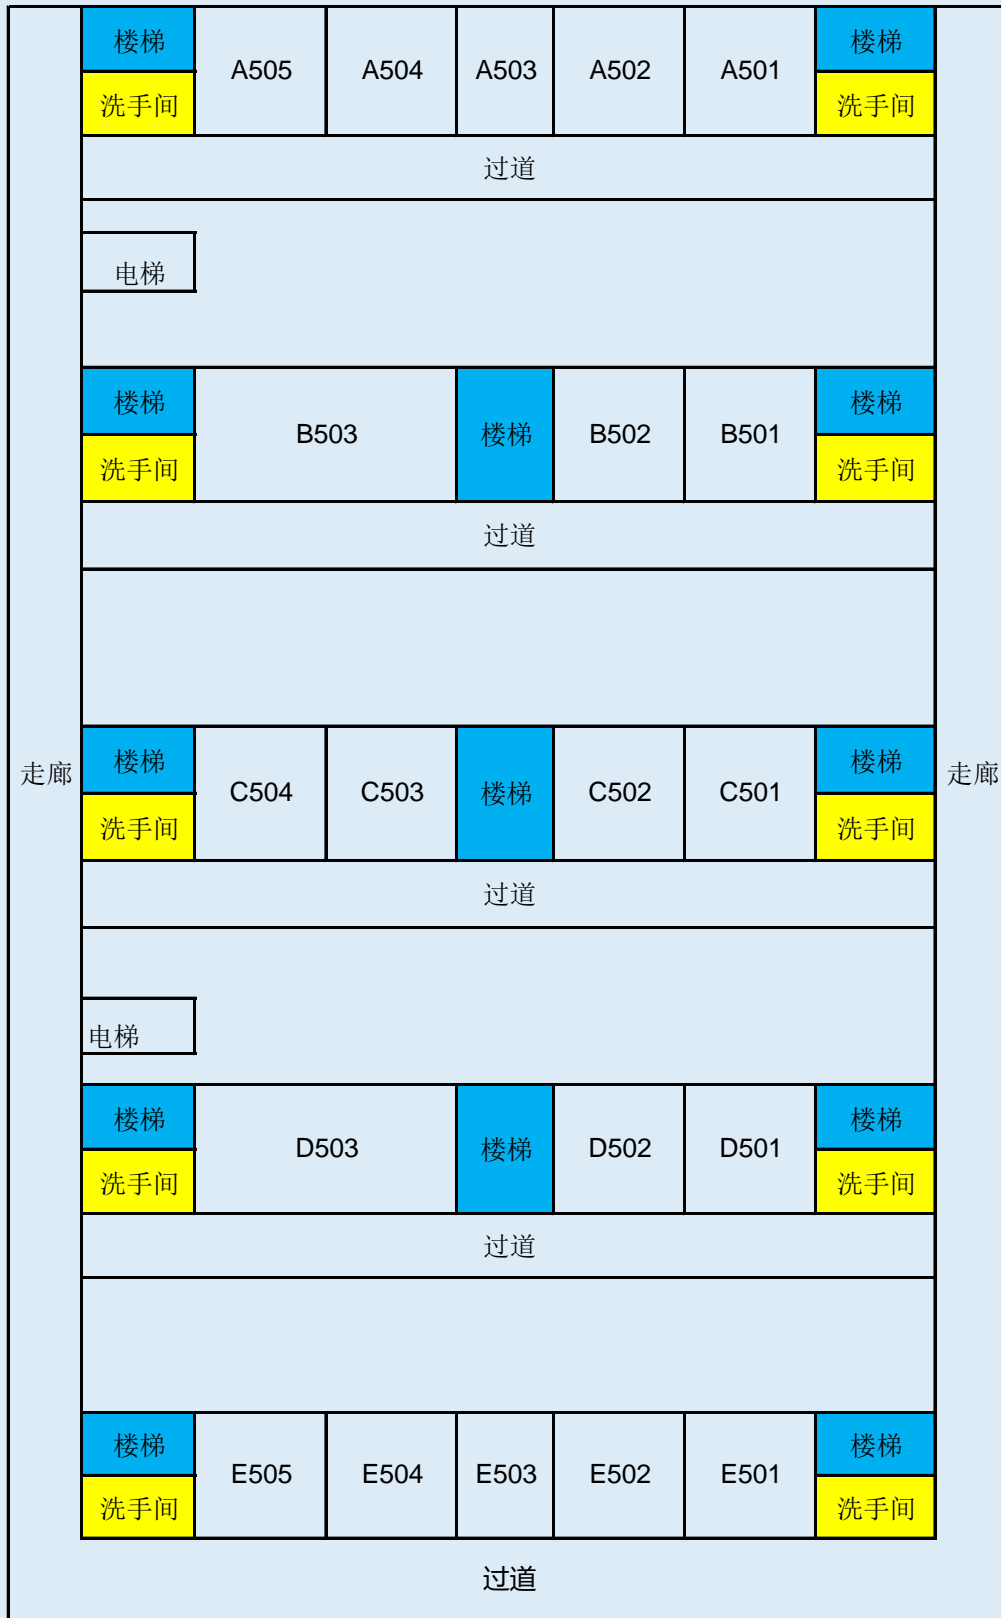 楼梯 A505 A504 A503 A502 A501 楼梯
洗手间 洗手间
过道
电梯
楼梯 B503 楼梯 B502 B501 楼梯
洗手间 洗手间
过道
走廊 楼梯 C504 C503 楼梯 C502 C501 楼梯 走廊
洗手间 洗手间
过道
电梯
楼梯 D503 楼梯 D502 D501 楼梯
洗手间 洗手间
过道
楼梯 E505 E504 E503 E502 E501 楼梯
洗手间 洗手间
过道